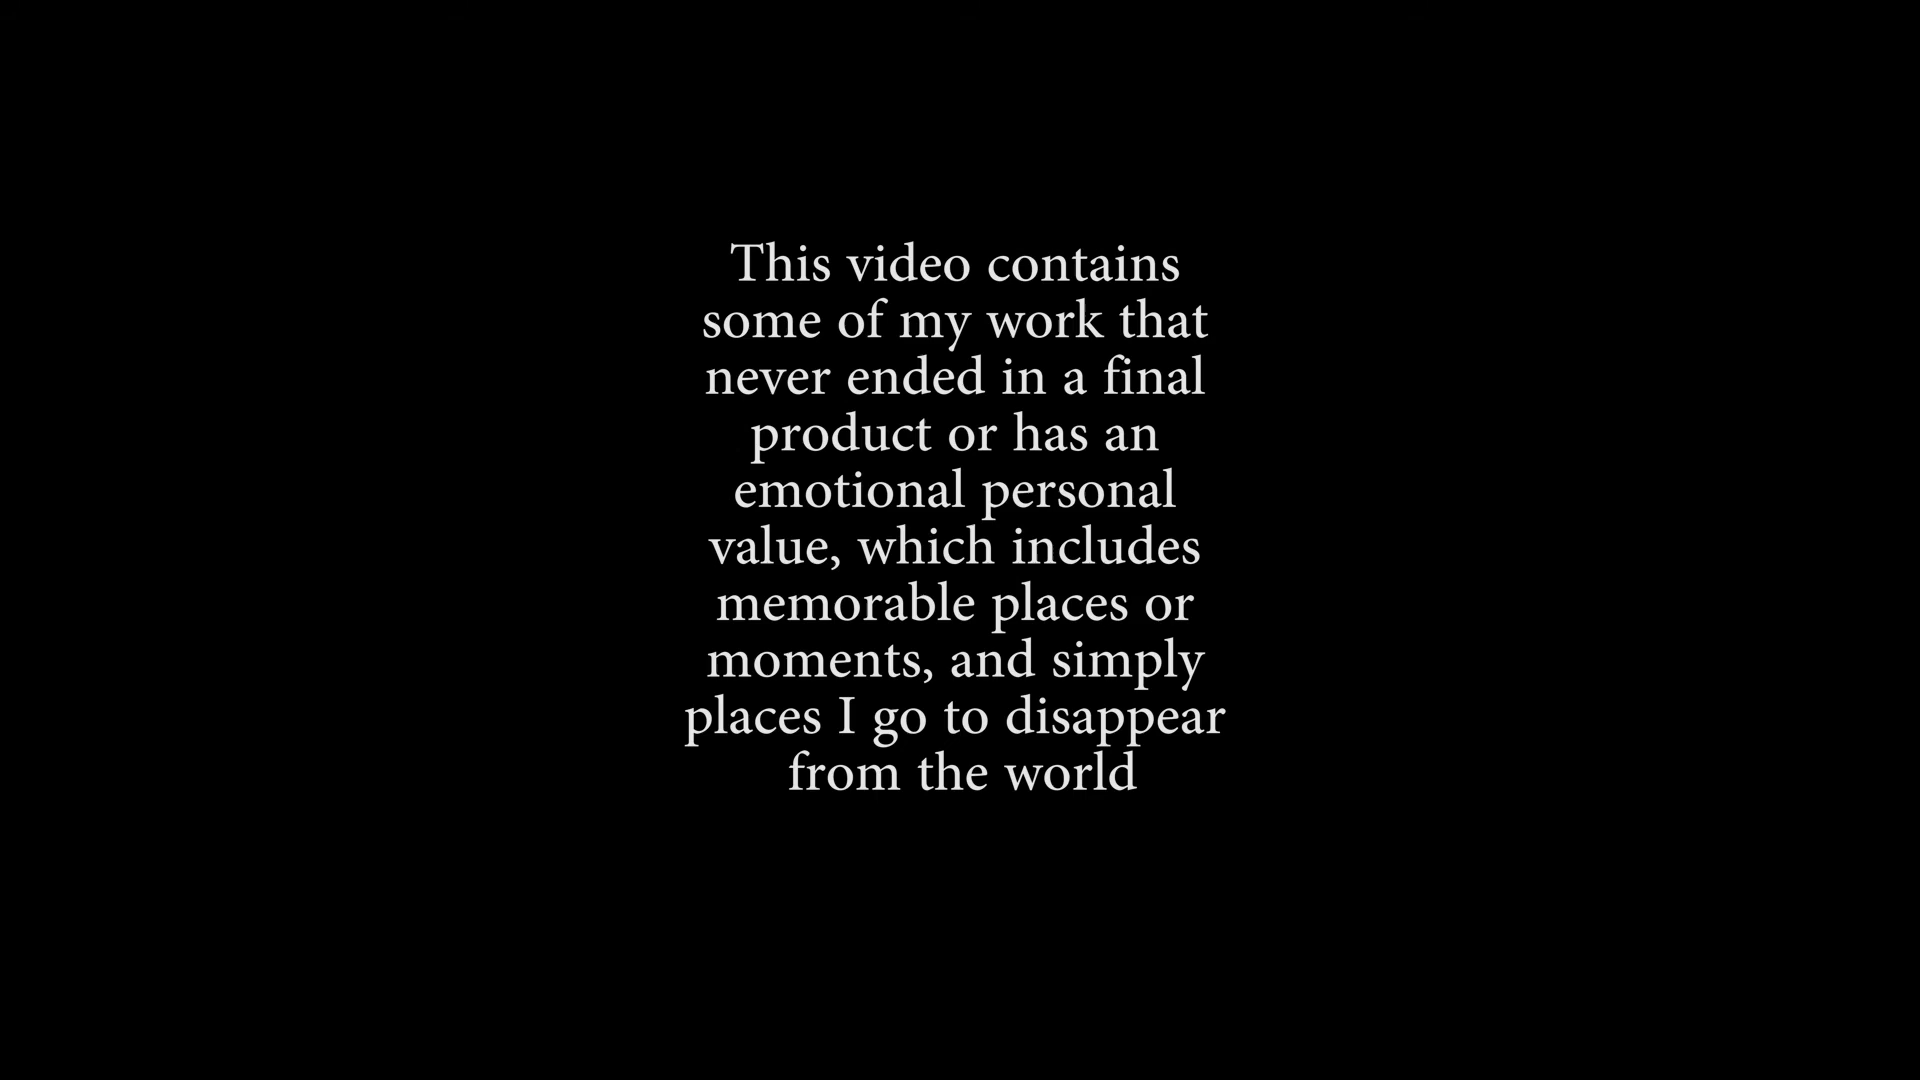 This video contains
some of my work that
never ended in a final
product or has an
emotional personal
value, which includes
memorable places or
moments, and simply
places I go to disappear
from the world